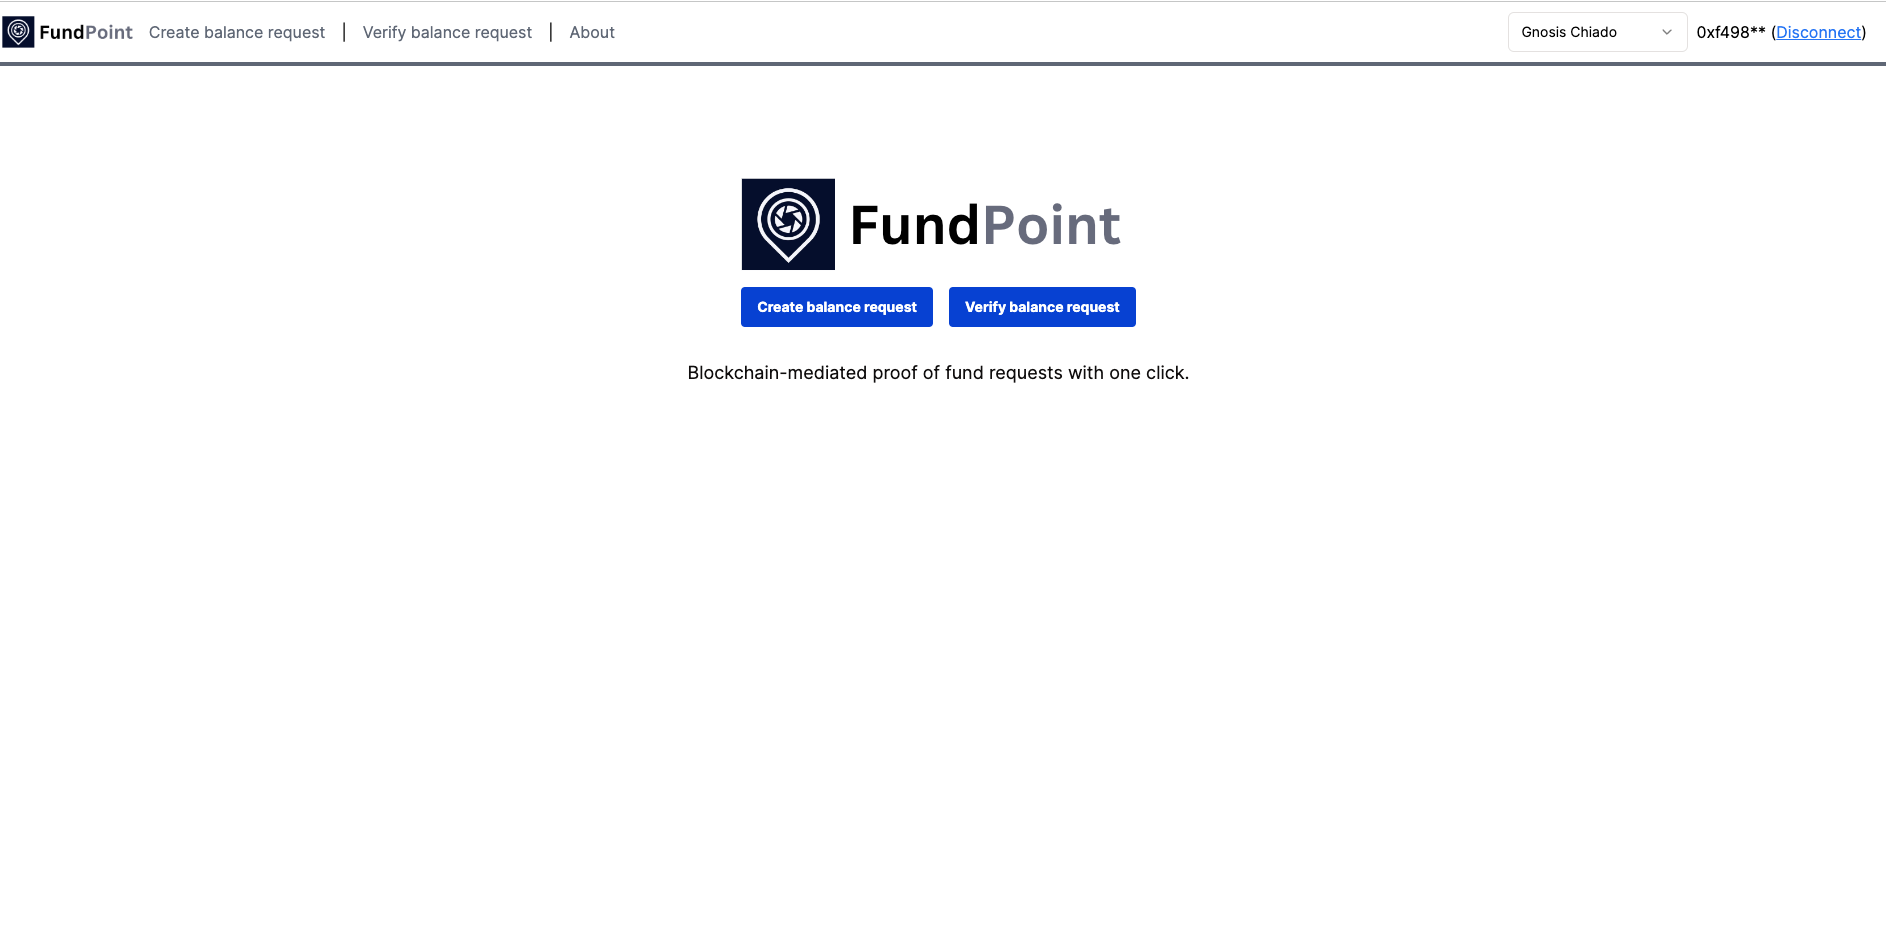 FundPoint Create balance request | Verify balance request | About Gnosis Chiado 0xf498** (Disconnect)
FundPoint
Create balance request Verify balance request
Blockchain-mediated proof of fund requests with one click.